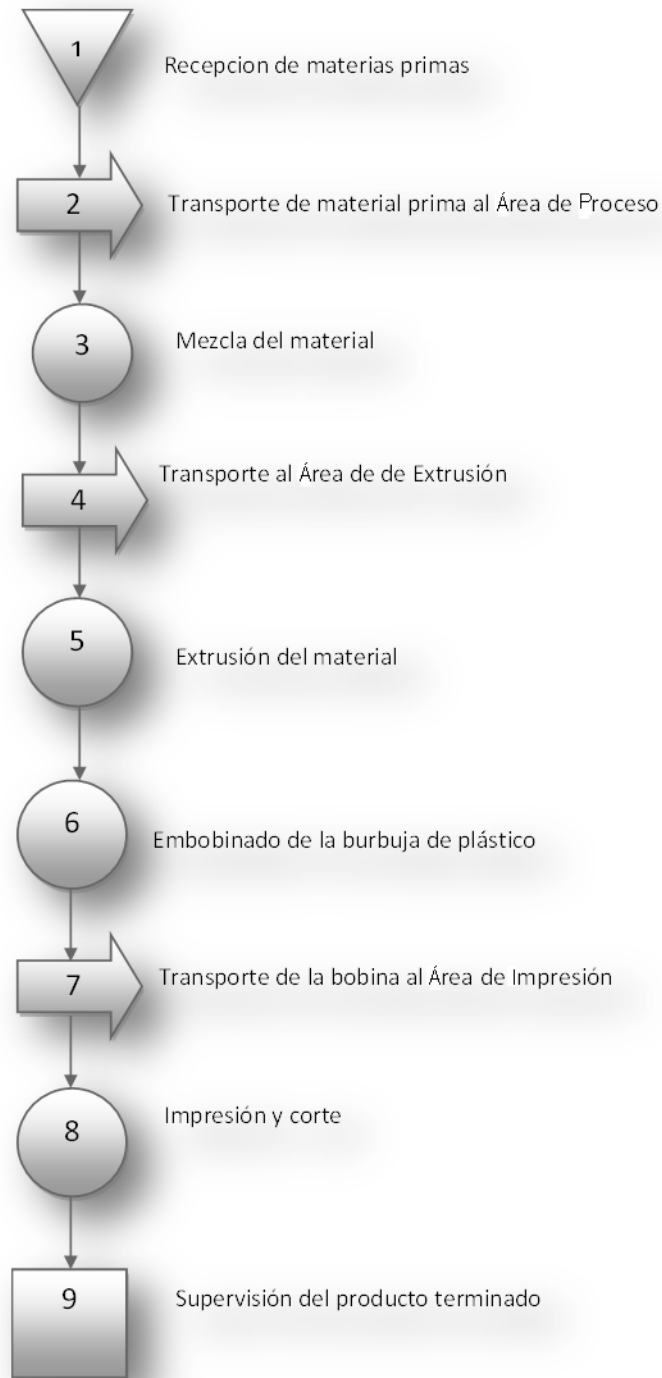 1
Recepcion de materias primas
2
Transporte de material prima al Área de Proceso
3
Mezcla del material
4
Transporte al Área de de Extrusión
5
Extrusión del material
6
Embobinado de la burbuja de plástico
7
Transporte de la bobina al Área de Impresión
8
Impresión y corte
9
Supervisión del producto terminado